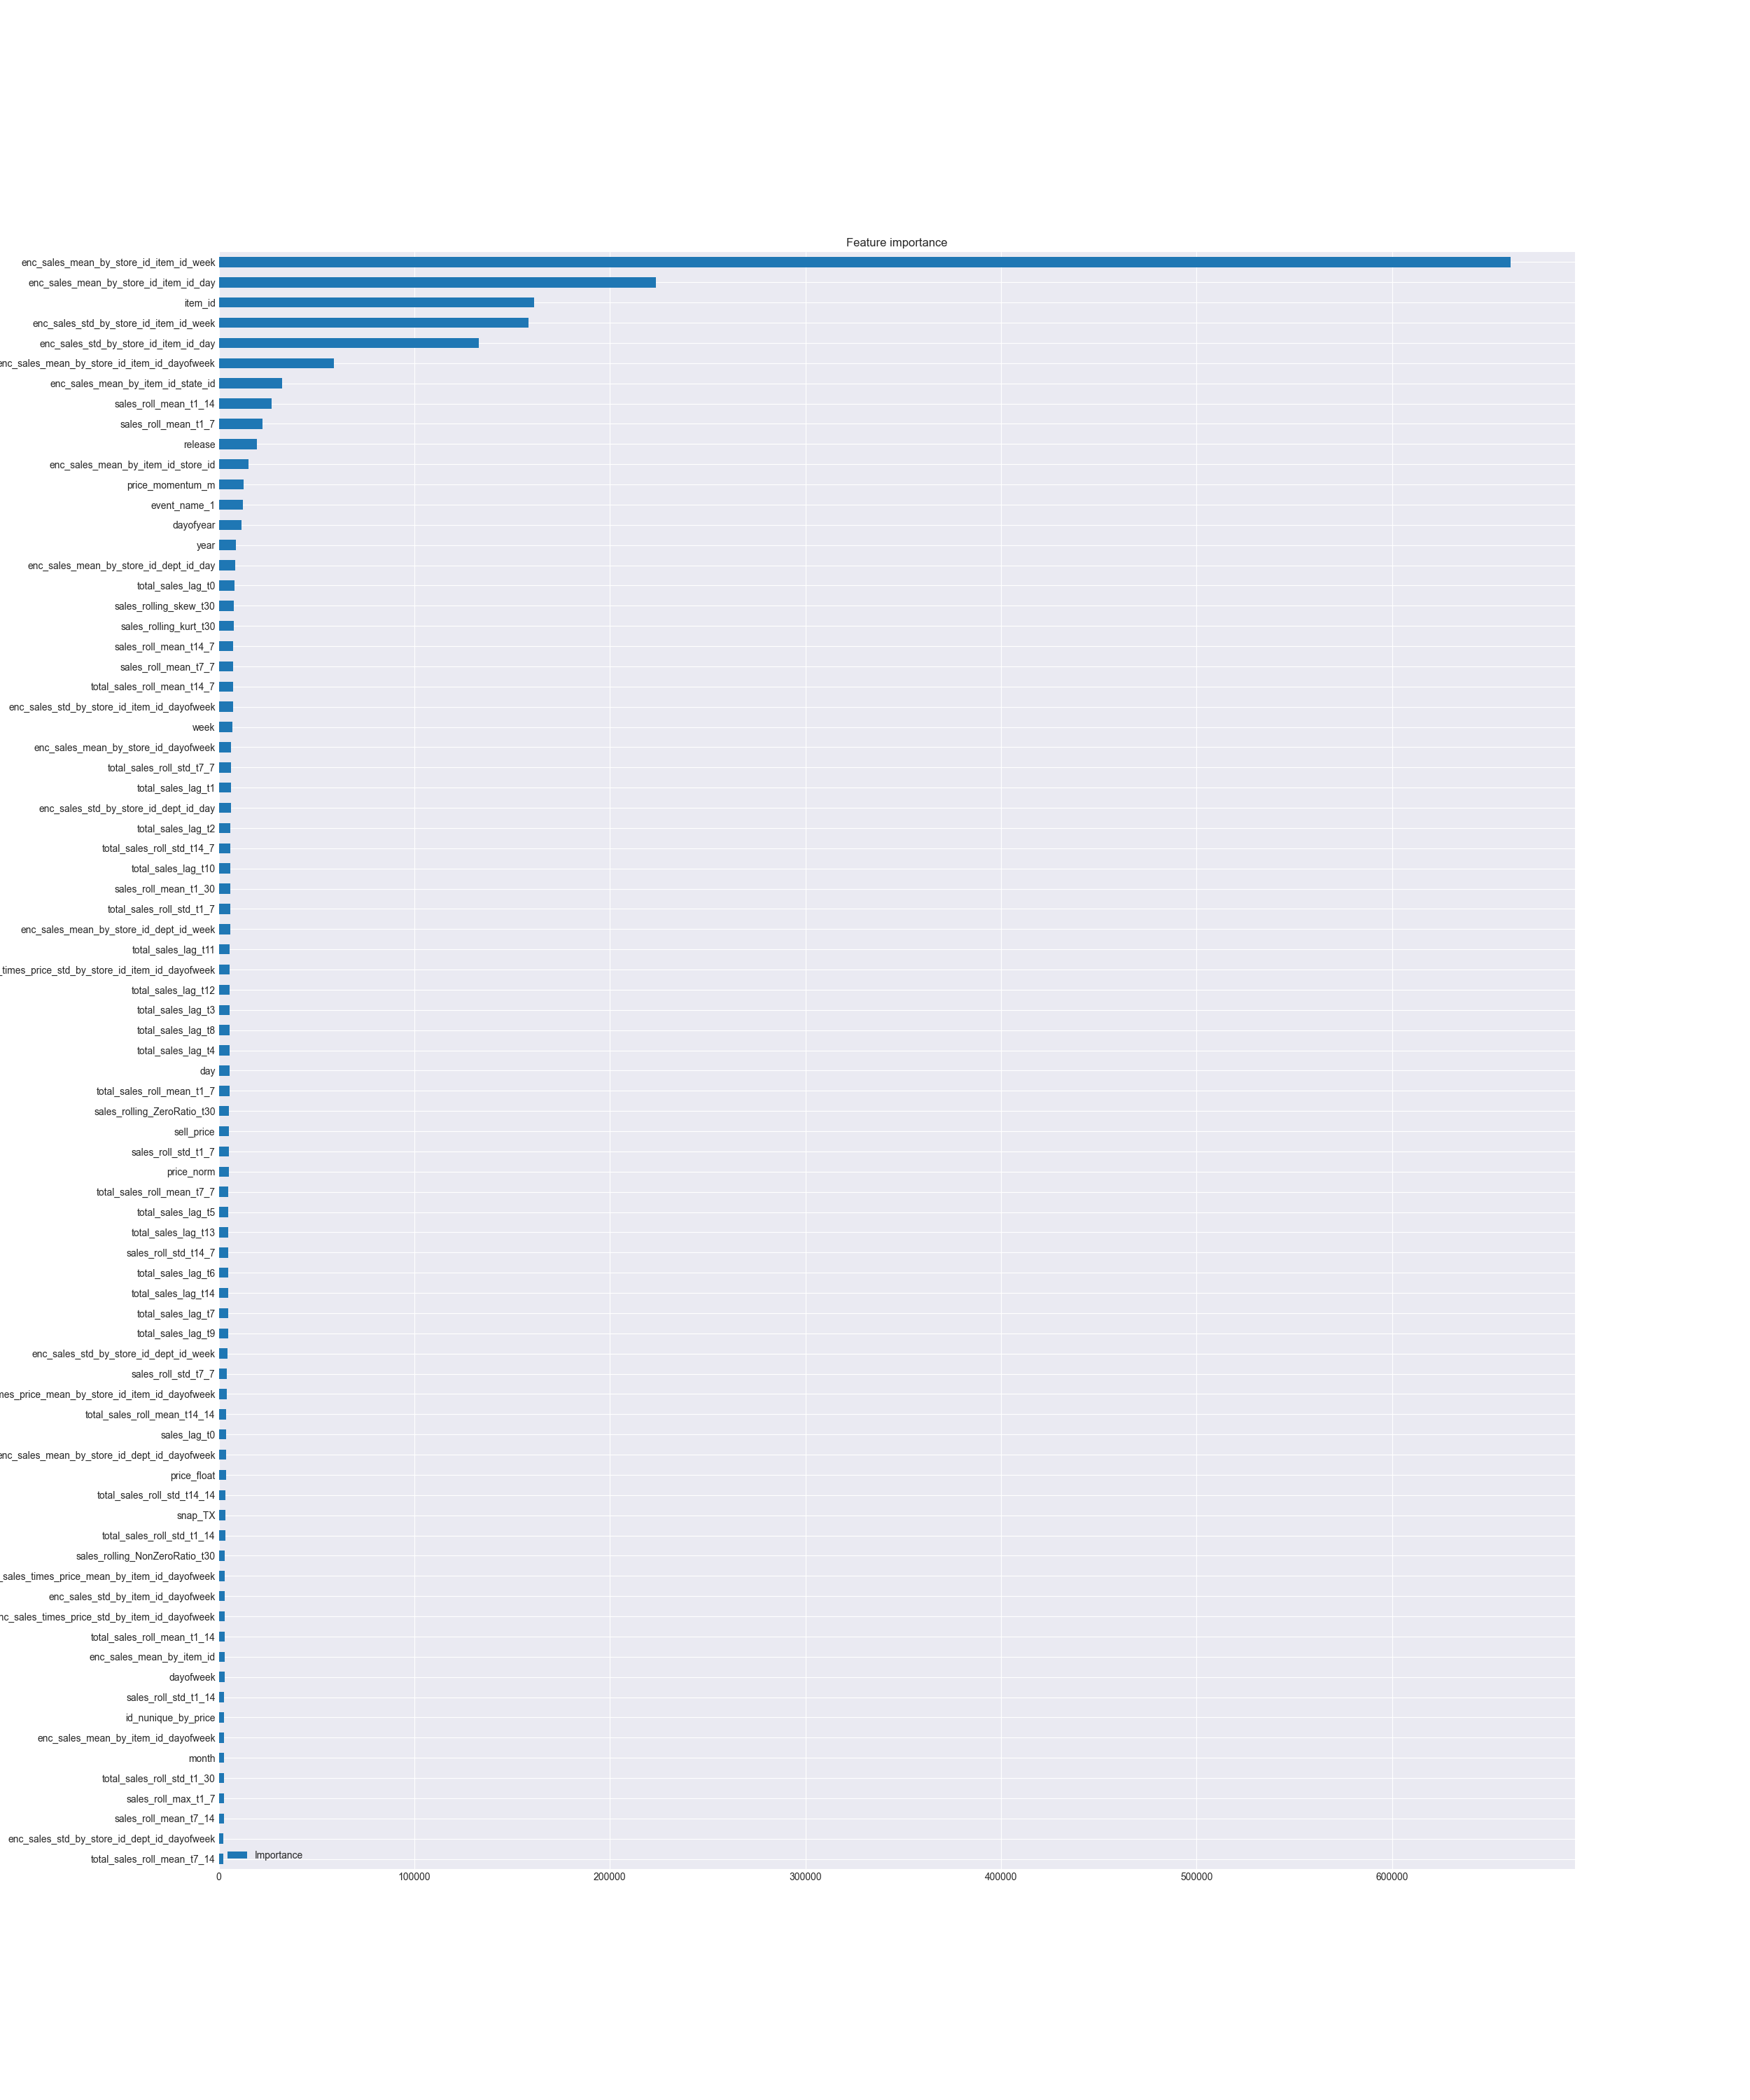 Feature importance
enc_sales_mean_by_store_id_item_id_week
enc_sales_mean_by_store_id_item_id_day
item_id
enc_sales_std_by_store_id_item_id_week
enc_sales_std_by_store_id_item_id_day
enc_sales_mean_by_store_id_item_id_dayofweek
enc_sales_mean_by_item_id_state_id
sales_roll_mean_t1_14
sales_roll_mean_t1_7
release
enc_sales_mean_by_item_id_store_id
price_momentum_m
event_name_1
dayofyear
year
enc_sales_mean_by_store_id_dept_id_day
total_sales_lag_t0
sales_rolling_skew_t30
sales_rolling_kurt_t30
sales_roll_mean_t14_7
sales_roll_mean_t7_7
total_sales_roll_mean_t14_7
enc_sales_std_by_store_id_item_id_dayofweek
week
enc_sales_mean_by_store_id_dayofweek
total_sales_roll_std_t7_7
total_sales_lag_t1
enc_sales_std_by_store_id_dept_id_day
total_sales_lag_t2
total_sales_roll_std_t14_7
total_sales_lag_t10
sales_roll_mean_t1_30
total_sales_roll_std_t1_7
enc_sales_mean_by_store_id_dept_id_week
total_sales_lag_t11
_times_price_std_by_store_id_item_id_dayofweek
total_sales_lag_t12
total_sales_lag_t3
total_sales_lag_t8
total_sales_lag_t4
day
total_sales_roll_mean_t1_7
sales_rolling_ZeroRatio_t30
sell_price
sales_roll_std_t1_7
price_norm
total_sales_roll_mean_t7_7
total_sales_lag_t5
total_sales_lag_t13
sales_roll_std_t14_7
total_sales_lag_t6
total_sales_lag_t14
total_sales_lag_t7
total_sales_lag_t9
enc_sales_std_by_store_id_dept_id_week
sales_roll_std_t7_7
mes_price_mean_by_store_id_item_id_dayofweek
total_sales_roll_mean_t14_14
sales_lag_t0
enc_sales_mean_by_store_id_dept_id_dayofweek
price_float
total_sales_roll_std_t14_14
snap_TX
total_sales_roll_std_t1_14
sales_rolling_NonZeroRatio_t30
_sales_times_price_mean_by_item_id_dayofweek
enc_sales_std_by_item_id_dayofweek
nc_sales_times_price_std_by_item_id_dayofweek
total_sales_roll_mean_t1_14
enc_sales_mean_by_item_id
dayofweek
sales_roll_std_t1_14
id_nunique_by_price
enc_sales_mean_by_item_id_dayofweek
month
total_sales_roll_std_t1_30
sales_roll_max_t1_7
sales_roll_mean_t7_14
enc_sales_std_by_store_id_dept_id_dayofweek
total_sales_roll_mean_t7_14
Importance
0 100000 200000 300000 400000 500000 600000